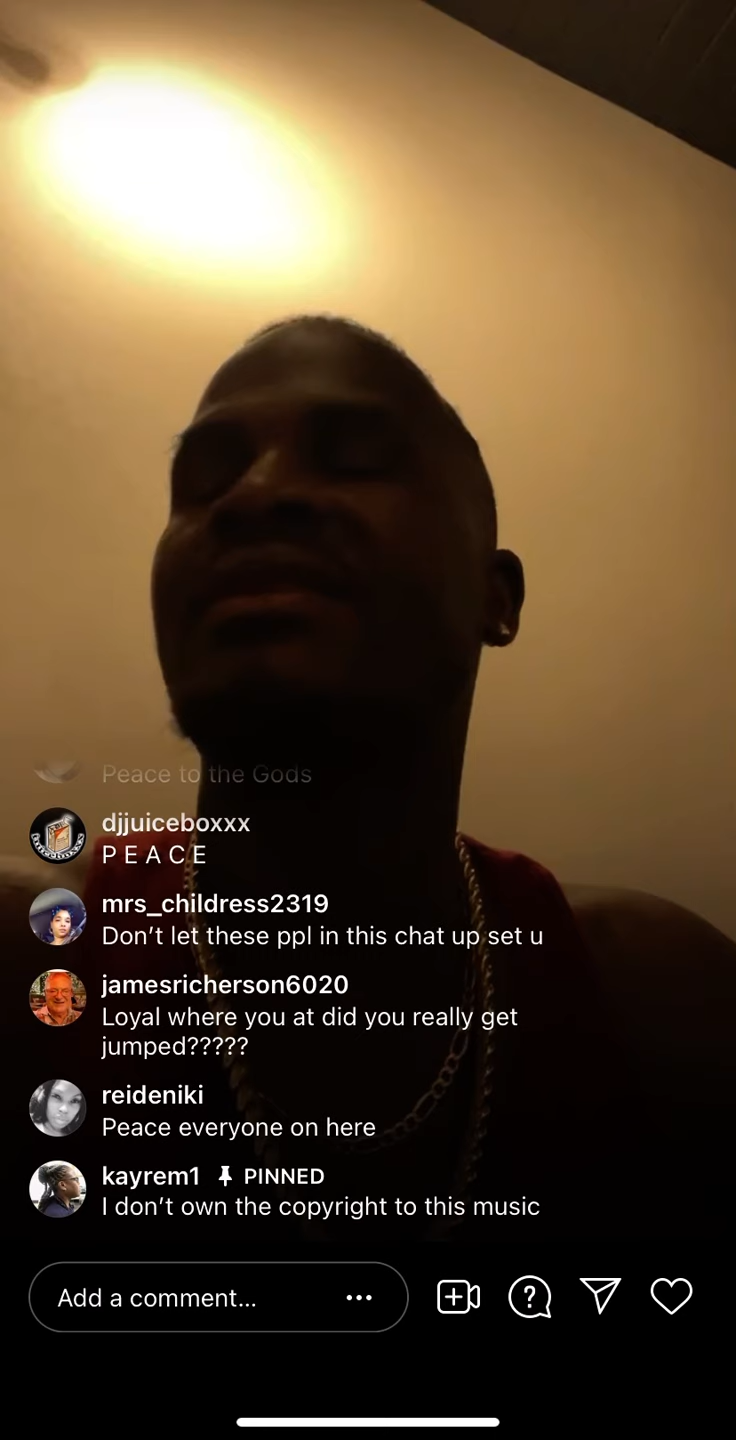 Peace to the Gods
djjuiceboxxx
P E A C E
mrs_childress2319
Don’t let these ppl in this chat up set u
jamesricherson6020
Loyal where you at did you really get
jumped?????
reideniki
Peace everyone on here
kayrem1 PINNED
I don’t own the copyright to this music
Add a comment...